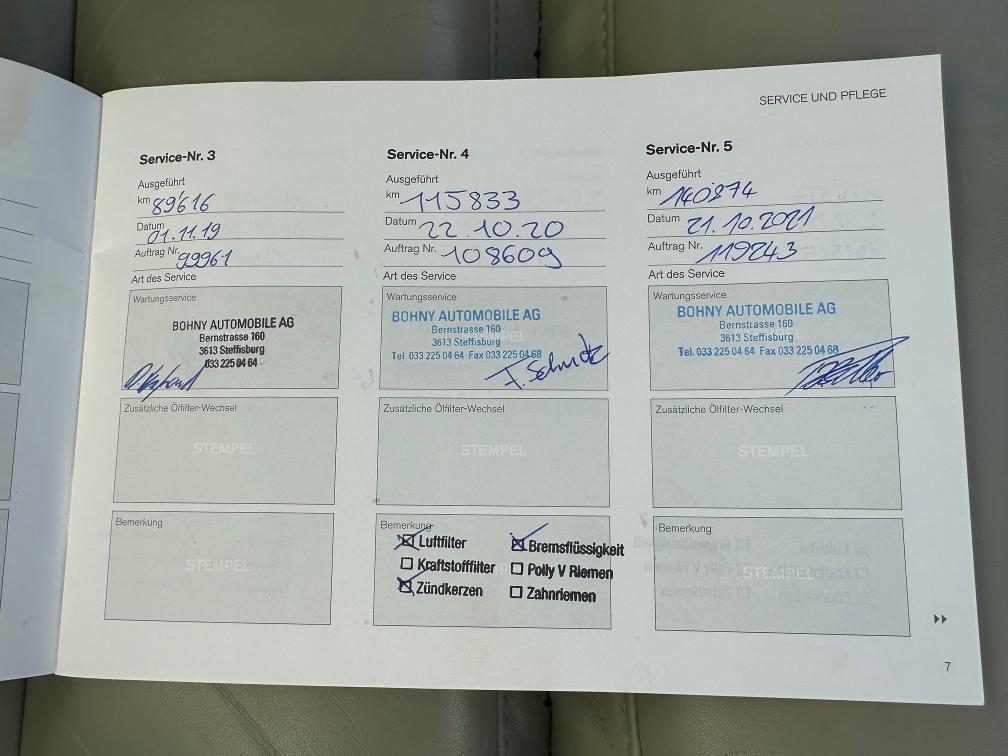 SERVICE UND PFLEGE
Service-Nr. 3
Ausgeführt
km 89616
Datum 01.11.19
Auftrag Nr. 99961
Art des Service
Wartungsservice
BOHNY AUTOMOBILE AG
Bernstrasse 160
3613 Steffisburg
033 225 04 64
Zusätzliche Ölfilter-Wechsel
STEMPEL
Bemerkung
STEMPEL
Service-Nr. 4
Ausgeführt
km 115833
Datum 22.10.20
Auftrag Nr. 108609
Art des Service
Wartungsservice
BOHNY AUTOMOBILE AG
Bernstrasse 160
3613 Steffisburg
Tel. 033 225 04 64 Fax 033 225 04 68
Zusätzliche Ölfilter-Wechsel
STEMPEL
Bemerkung
Luftfilter Bremsflüssigkeit
Kraftstofffilter Polly V Riemen
Zündkerzen Zahnriemen
Service-Nr. 5
Ausgeführt
km 140874
Datum 21.10.2021
Auftrag Nr. 119243
Art des Service
Wartungsservice
BOHNY AUTOMOBILE AG
Bernstrasse 160
3613 Steffisburg
Tel. 033 225 04 64 Fax 033 225 04 68
Zusätzliche Ölfilter-Wechsel
STEMPEL
Bemerkung
STEMPEL
7